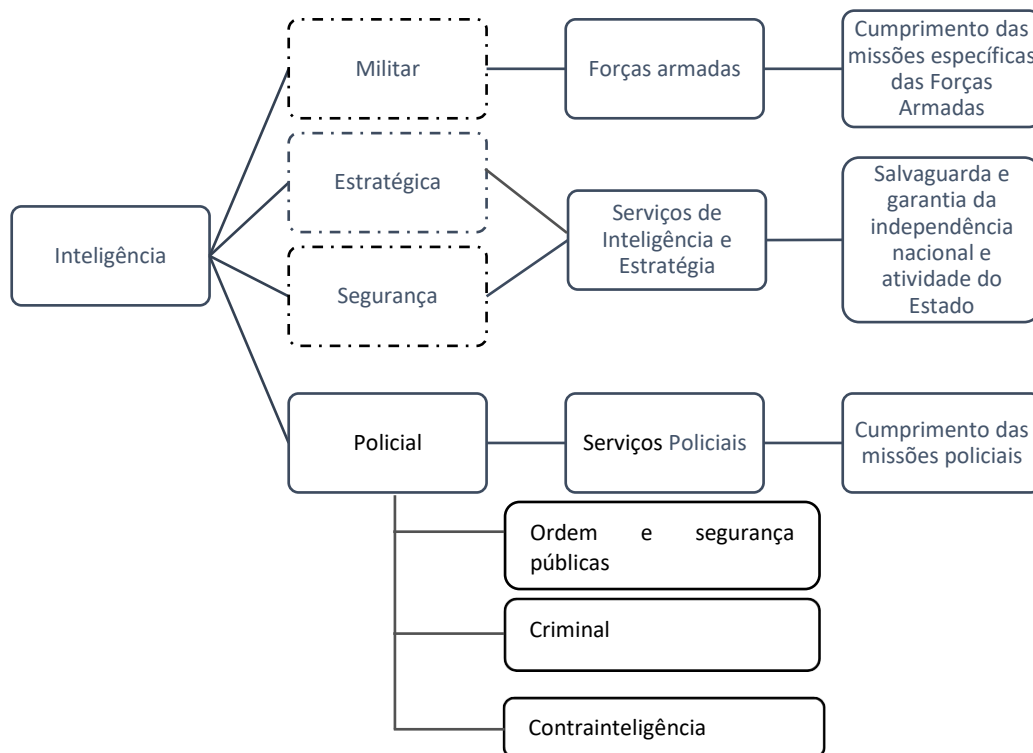 Militar
Forças armadas
Cumprimento das
missões específicas
das Forças
Armadas
Estratégica
Segurança
Serviços de
Inteligência e
Estratégia
Salvaguarda e
garantia da
independência
nacional e
atividade do
Estado
Inteligência
Policial
Serviços Policiais
Cumprimento das
missões policiais
Ordem e segurança
públicas
Criminal
Contrainteligência